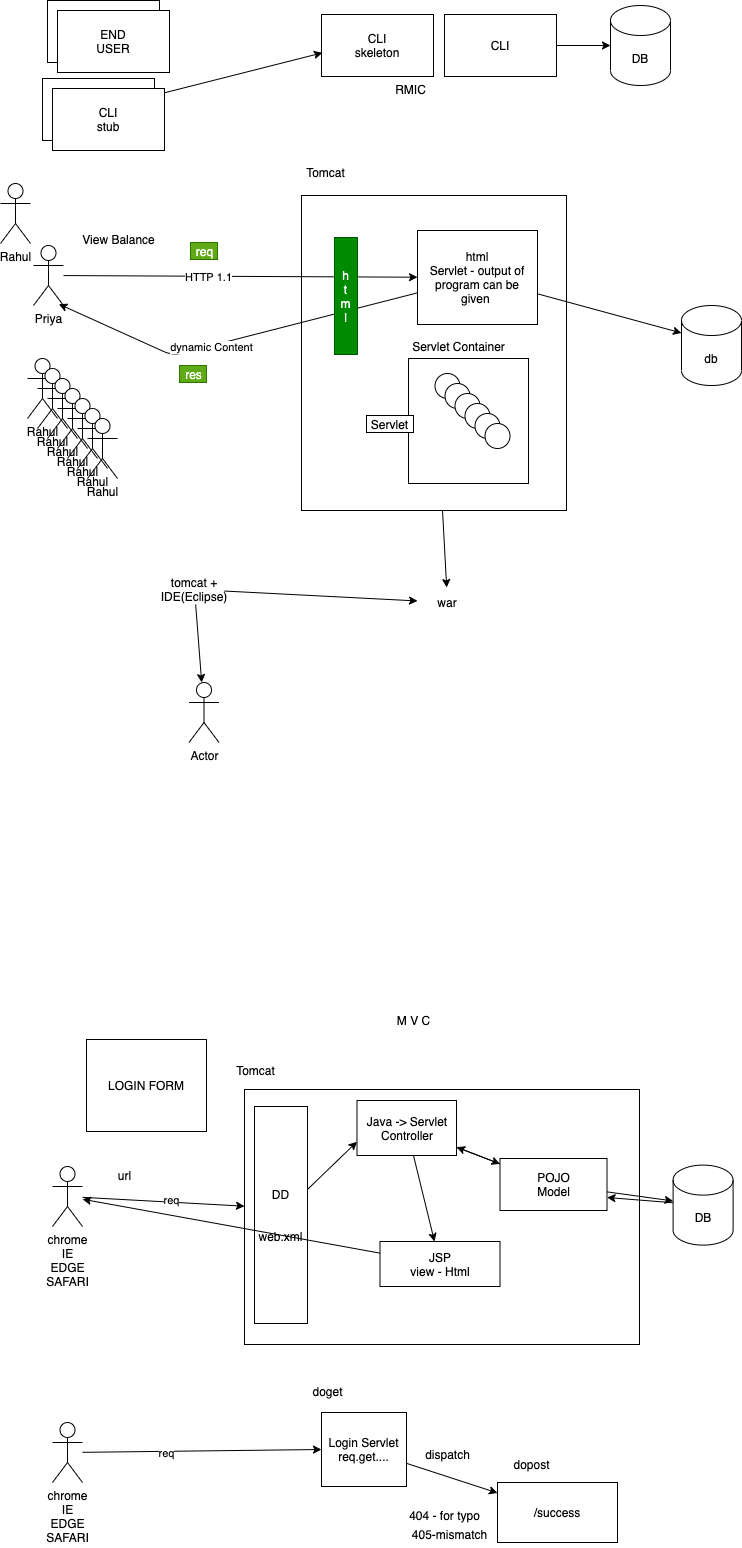 END
USER
CLI
skeleton
CLI
DB
RMIC
CLI
stub
Tomcat
Rahul
View Balance
req
HTTP 1.1
Priya
h
t
m
l
html
Servlet - output of
program can be
given
dynamic Content
res
Servlet Container
db
Servlet
Rahul
Rahul
Rahul
Rahul
Rahul
Rahul
Rahul
tomcat +
IDE(Eclipse)
war
Actor
M V C
LOGIN FORM
Tomcat
Java -> Servlet
Controller
url
req
DD
web.xml
POJO
Model
DB
chrome
IE
EDGE
SAFARI
JSP
view - Html
doget
Login Servlet
req.get....
req
dispatch
dopost
/success
404 - for typo
405-mismatch
chrome
IE
EDGE
SAFARI